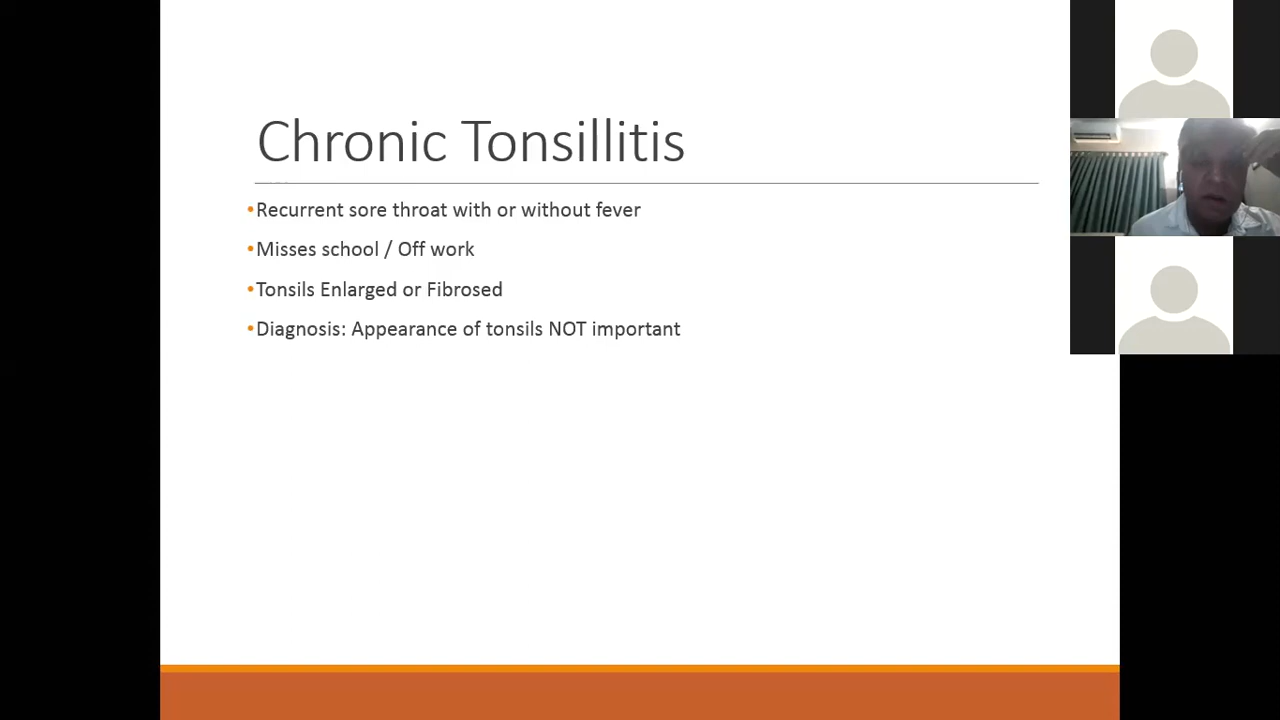 Chronic Tonsillitis
•Recurrent sore throat with or without fever
•Misses school / Off work
•Tonsils Enlarged or Fibrosed
•Diagnosis: Appearance of tonsils NOT important